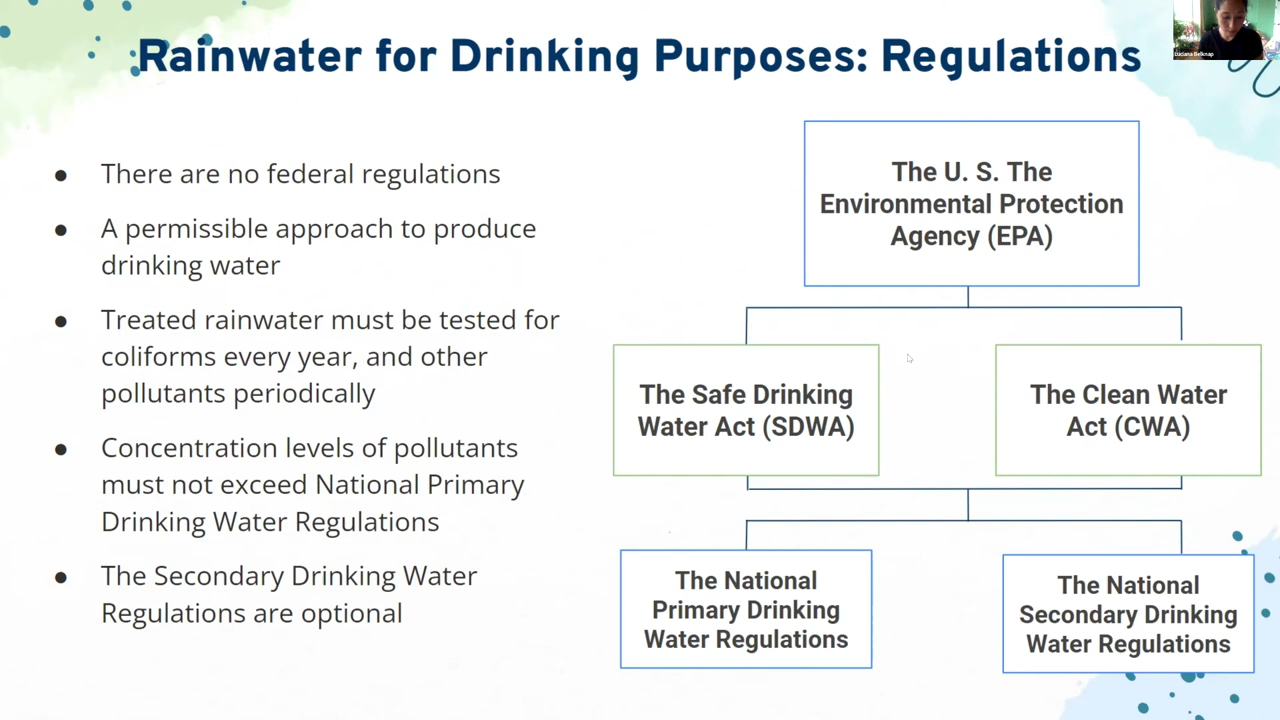 Rainwater for Drinking Purposes: Regulations
Luciana Belknap
● There are no federal regulations
● A permissible approach to produce
drinking water
● Treated rainwater must be tested for
coliforms every year, and other
pollutants periodically
● Concentration levels of pollutants
must not exceed National Primary
Drinking Water Regulations
● The Secondary Drinking Water
Regulations are optional
The U. S. The
Environmental Protection
Agency (EPA)
The Safe Drinking
Water Act (SDWA)
The Clean Water
Act (CWA)
The National
Primary Drinking
Water Regulations
The National
Secondary Drinking
Water Regulations